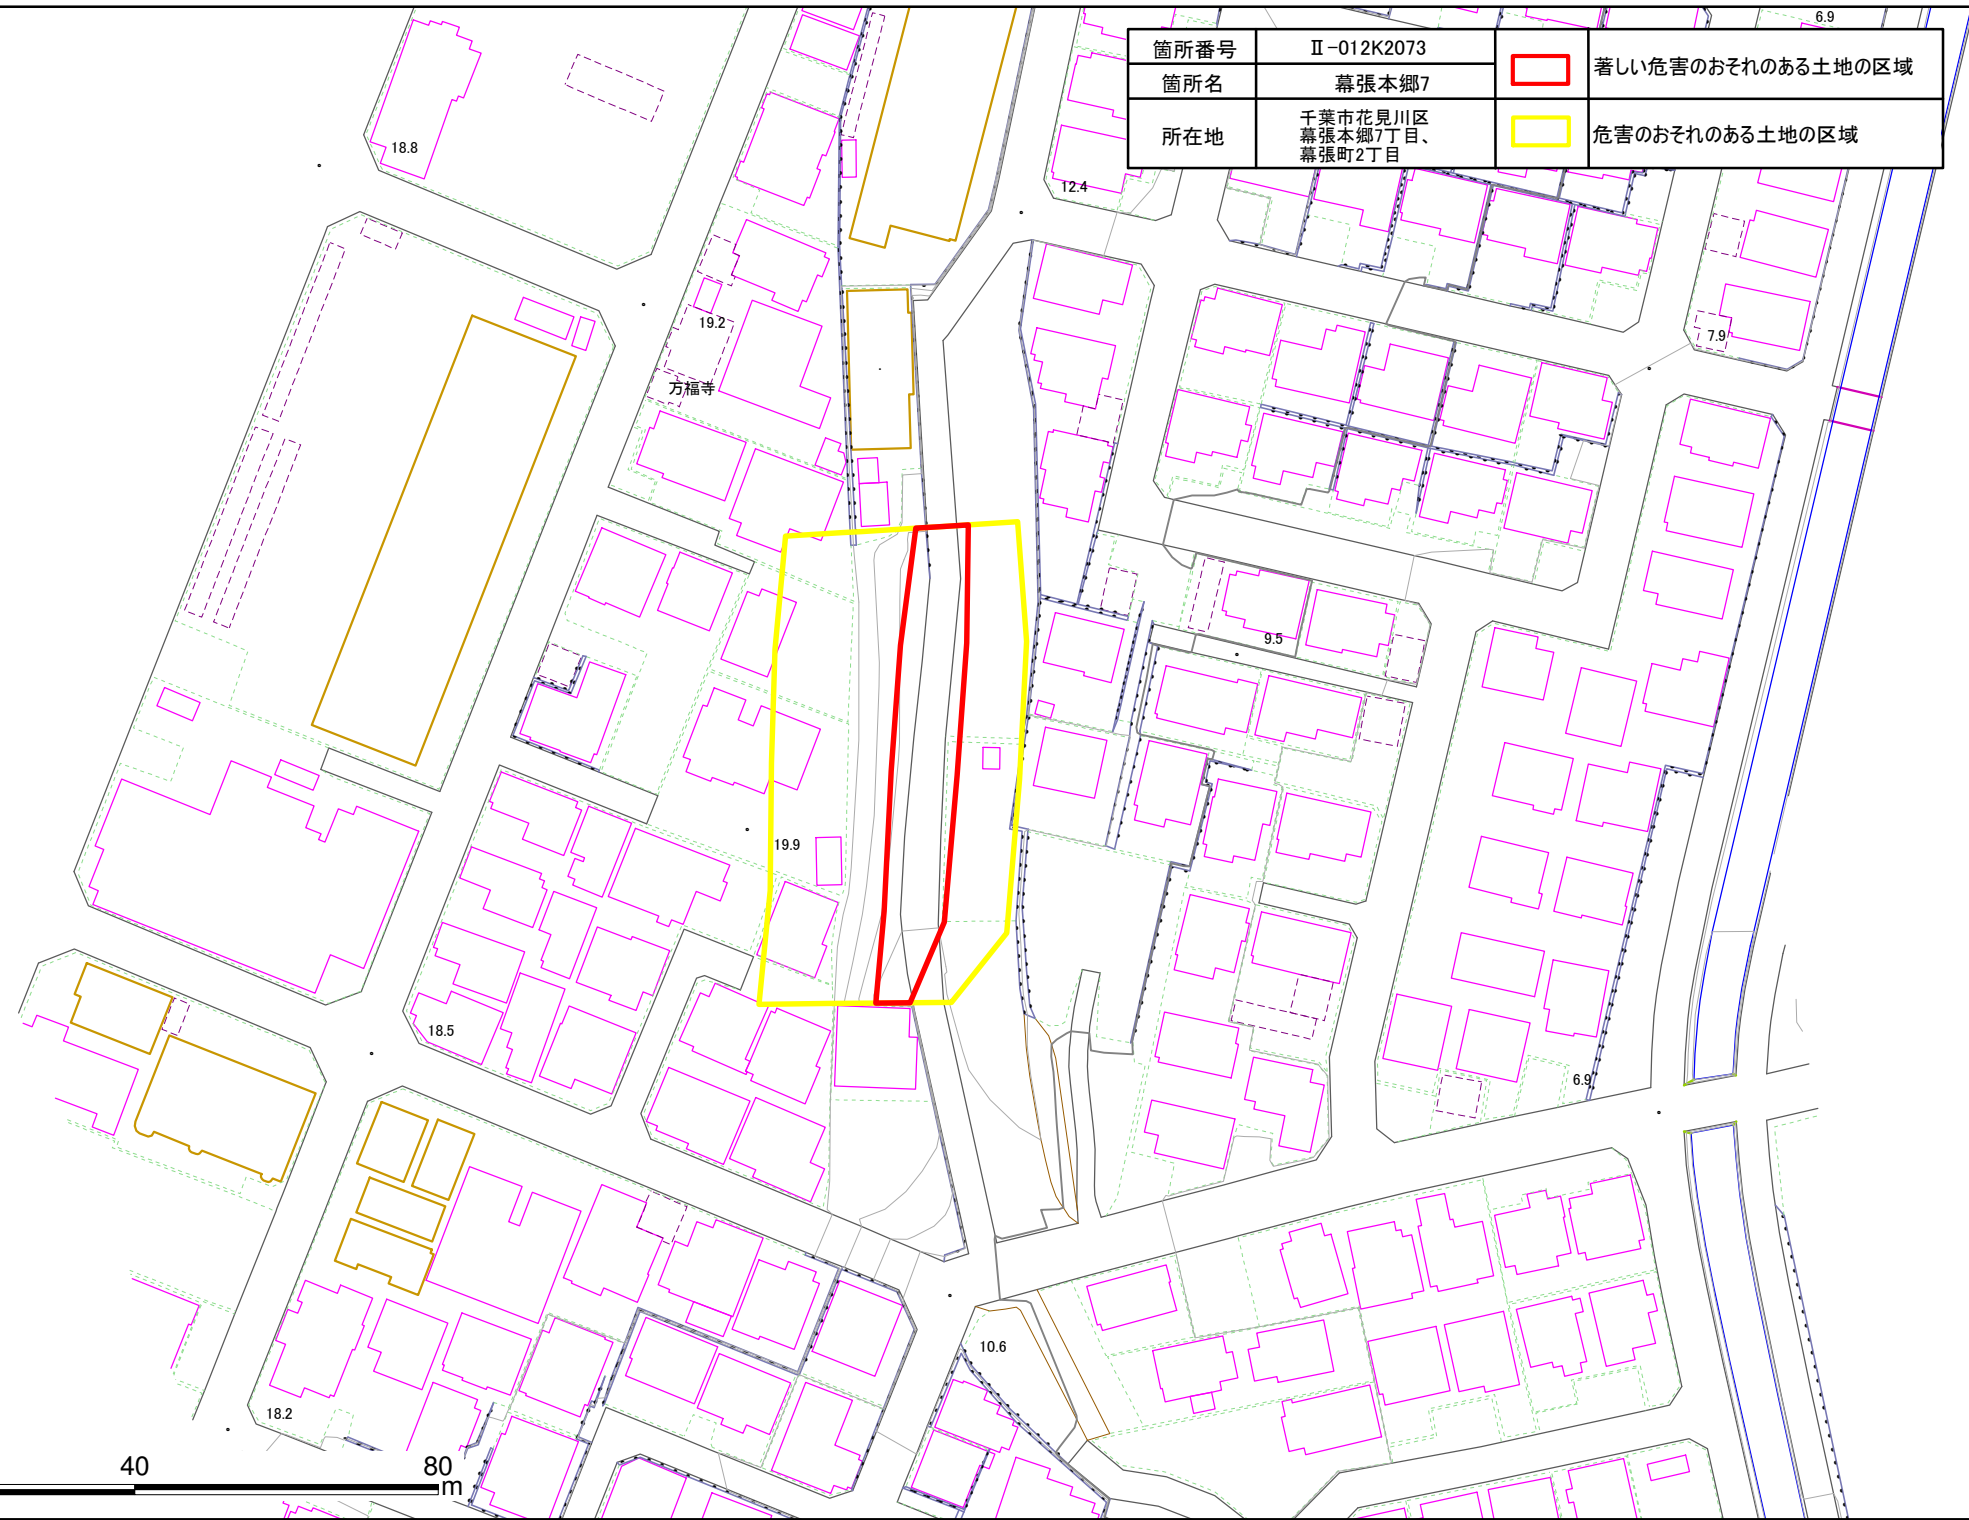 6.9
箇所番号 Ⅱ-012K2073 著しい危害のおそれのある土地の区域
箇所名 幕張本郷7
所在地 千葉市花見川区
幕張本郷7丁目、
幕張町2丁目
危害のおそれのある土地の区域
18.8
12.4
19.2
7.9
万福寺
9.5
19.9
18.5
6.9
10.6
18.2
40 80
m